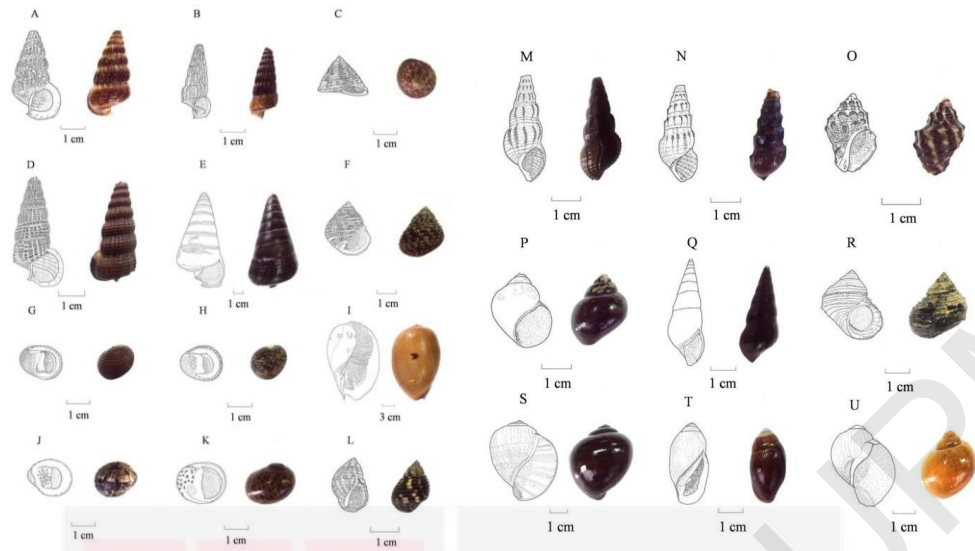 A B C
1 cm 1 cm 1 cm
D E F
1 cm 1 cm 1 cm
G H I
1 cm 1 cm 3 cm
J K L
1 cm 1 cm 1 cm
M N O
1 cm 1 cm 1 cm
P Q R
1 cm 1 cm 1 cm
S T U
1 cm 1 cm 1 cm
UPM